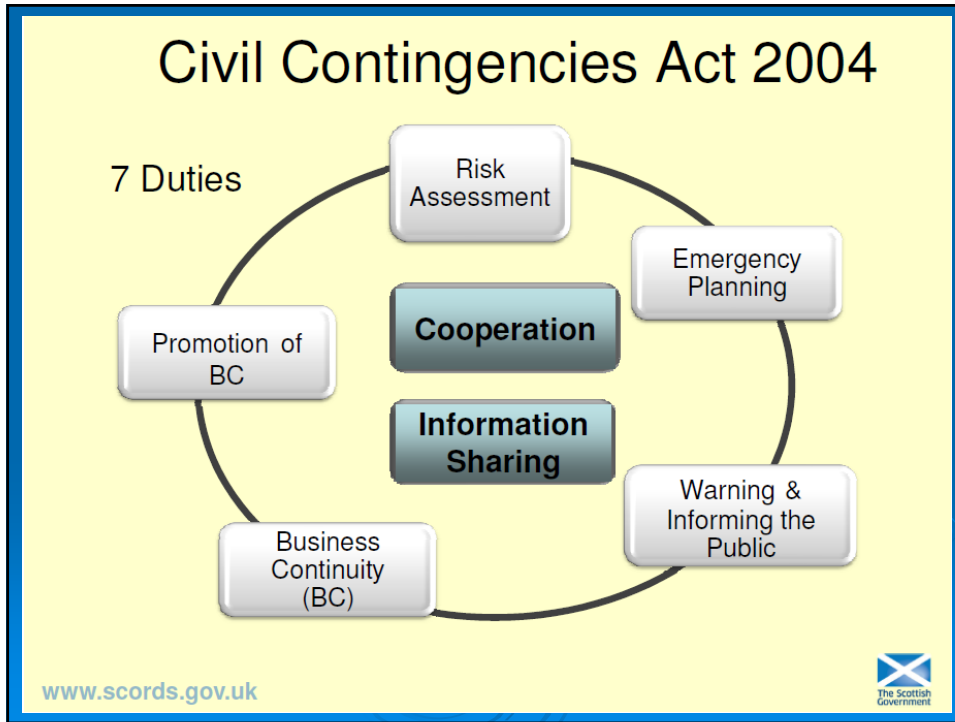 Civil Contingencies Act 2004
7 Duties
Risk
Assessment
Emergency
Planning
Cooperation
Promotion of
BC
Information
Sharing
Warning &
Informing the
Public
Business
Continuity
(BC)
www.scords.gov.uk
The Scottish
Government